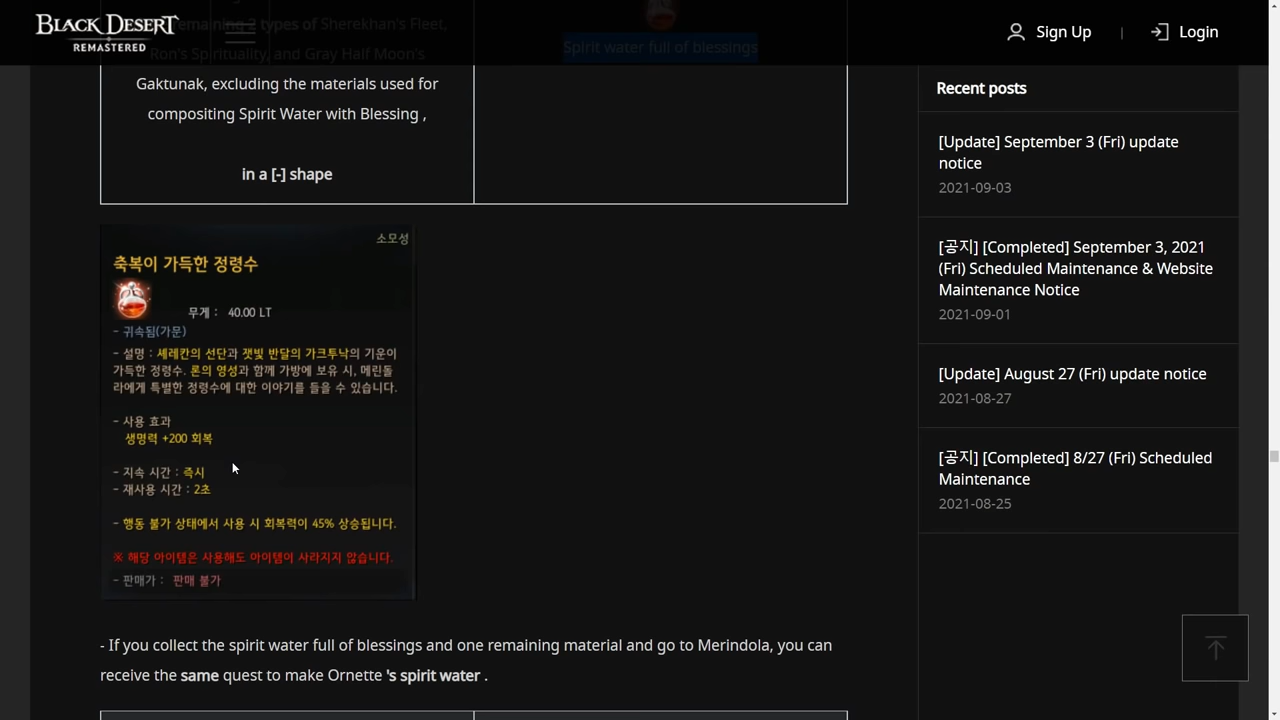 BLACK DESERT
REMASTERED
Sign Up
|
Login
remaining 2 types of Sherekhan's Fleet,
Ron's Spirituality, and Gray Half Moon's
Gaktunak, excluding the materials used for
compositing Spirit Water with Blessing ,
in a [-] shape
Spirit water full of blessings
소모성
축복이 가득한 정령수
무게 : 40.00 LT
- 귀속됨(가문)
- 설명 : 셰레칸의 선단과 잿빛 반달의 가크투낙의 기운이
가득한 정령수. 론의 영성과 함께 가방에 보유 시, 메린돌
라에게 특별한 정령수에 대한 이야기를 들을 수 있습니다.
- 사용 효과
생명력 +200 회복
- 지속 시간 : 즉시
- 재사용 시간 : 2초
- 행동 불가 상태에서 사용 시 회복력이 45% 상승됩니다.
※ 해당 아이템은 사용해도 아이템이 사라지지 않습니다.
- 판매가 : 판매 불가
- If you collect the spirit water full of blessings and one remaining material and go to Merindola, you can
receive the same quest to make Ornette 's spirit water .
Recent posts
[Update] September 3 (Fri) update
notice
2021-09-03
[공지] [Completed] September 3, 2021
(Fri) Scheduled Maintenance & Website
Maintenance Notice
2021-09-01
[Update] August 27 (Fri) update notice
2021-08-27
[공지] [Completed] 8/27 (Fri) Scheduled
Maintenance
2021-08-25